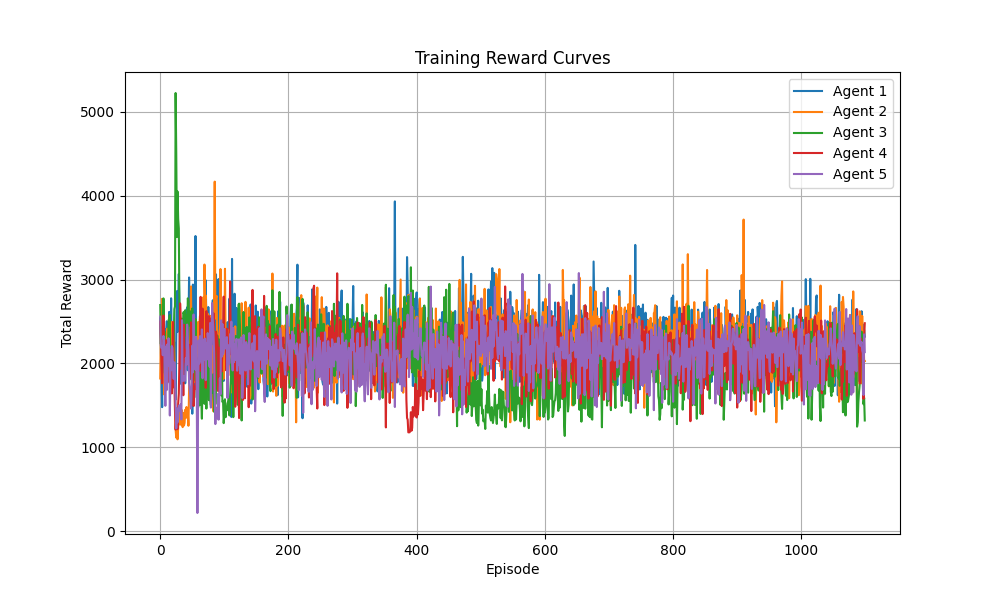 Training Reward Curves
Total Reward
5000
4000
3000
2000
1000
0
Agent 1
Agent 2
Agent 3
Agent 4
Agent 5
0 200 400 600 800 1000
Episode